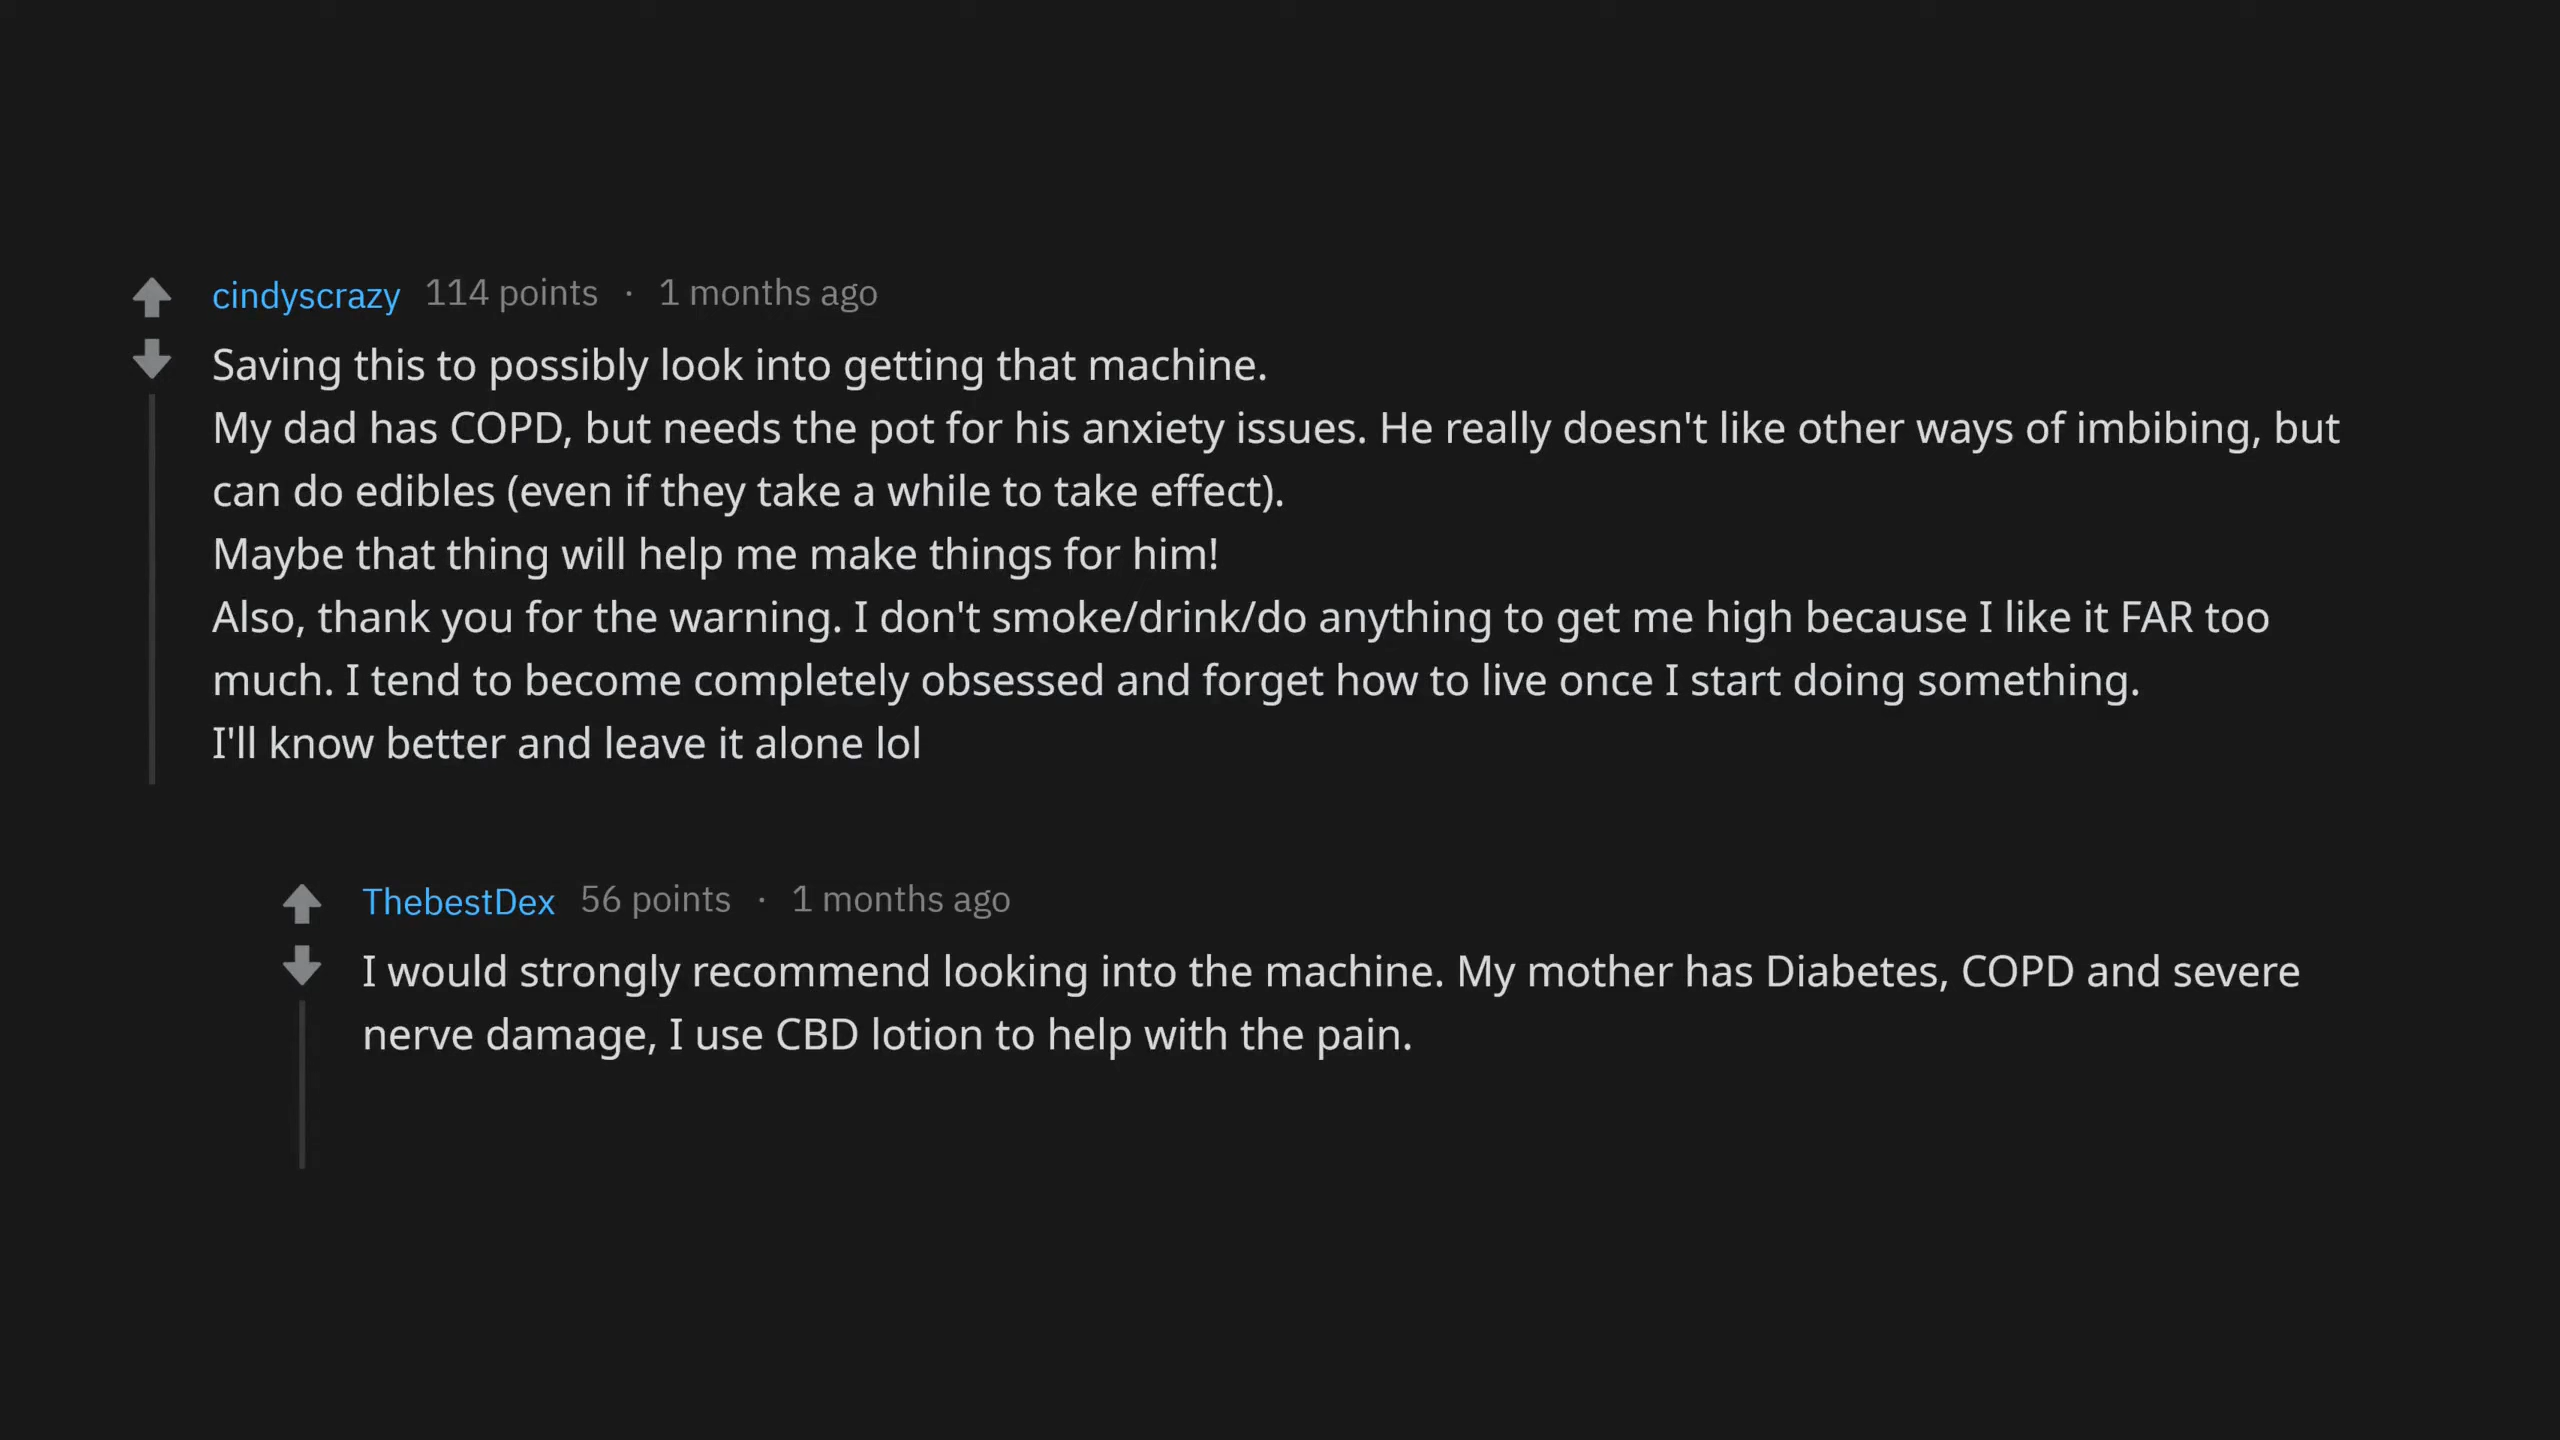 cindyscrazy 114 points · 1 months ago
Saving this to possibly look into getting that machine.
My dad has COPD, but needs the pot for his anxiety issues. He really doesn't like other ways of imbibing, but
can do edibles (even if they take a while to take effect).
Maybe that thing will help me make things for him!
Also, thank you for the warning. I don't smoke/drink/do anything to get me high because I like it FAR too
much. I tend to become completely obsessed and forget how to live once I start doing something.
I'll know better and leave it alone lol
ThebestDex 56 points · 1 months ago
I would strongly recommend looking into the machine. My mother has Diabetes, COPD and severe
nerve damage, I use CBD lotion to help with the pain.